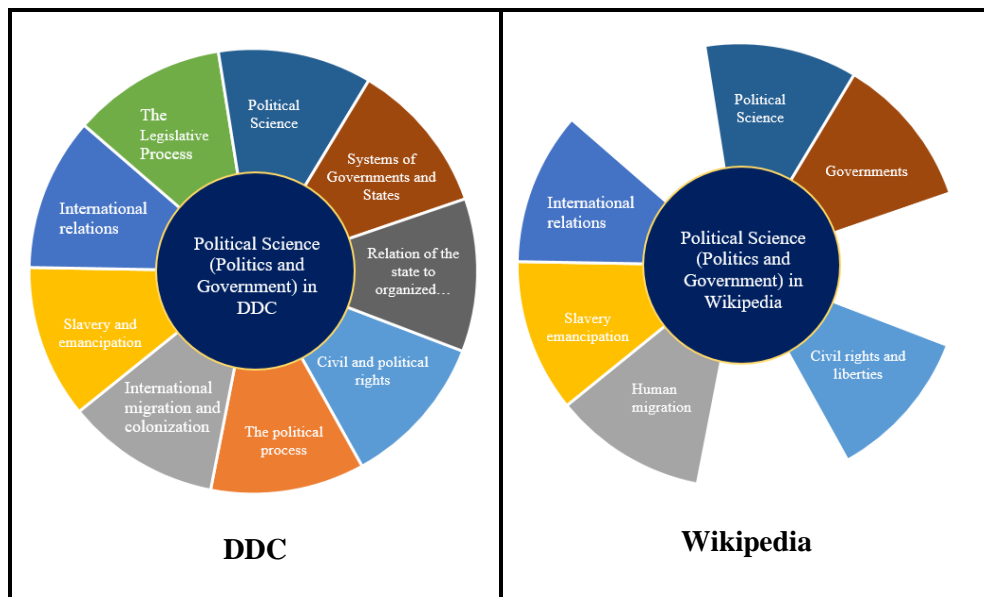 Political
Science
Systems of
Governments and
States
Relation of the
state to
organized…
Civil and political
rights
The political
process
International
migration and
colonization
Slavery and
emancipation
International
relations
The
Legislative
Process
Political Science
(Politics and
Government) in
DDC
DDC
Political
Science
Governments
Civil rights and
liberties
Human
migration
Slavery
emancipation
International
relations
Political Science
(Politics and
Government) in
Wikipedia
Wikipedia